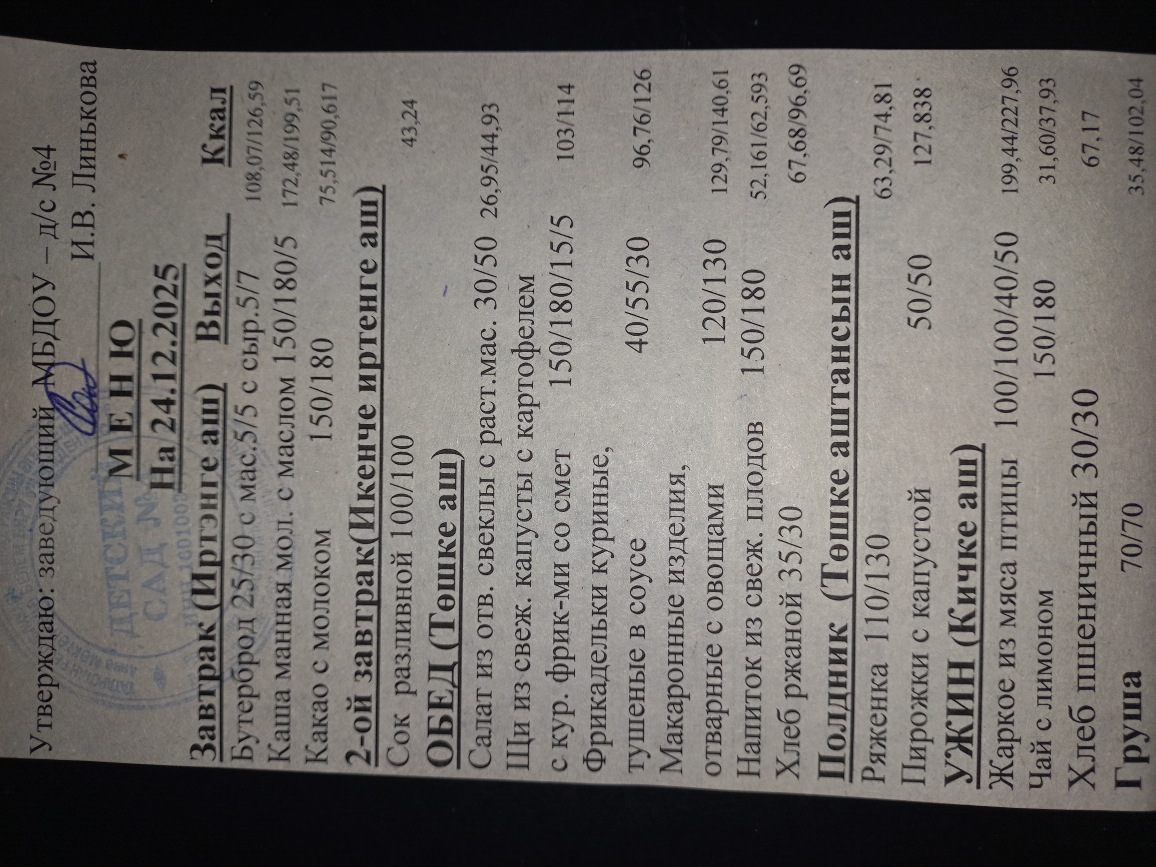 Утверждаю: заведующий МБДОУ – д/с №4
И.В. Линькова
ДЕТСКИЙ
САД №
М Е Н Ю
На 24.12.2025
Завтрак (Иртэнге аш) Выход Ккал
Бутерброд 25/30 с мас.5/5 с сыр.5/7 108,07/126,59
Каша манная мол. с маслом 150/180/5 172,48/199,51
Какао с молоком 150/180 75,514/90,617
2-ой завтрак(Икенче иртенге аш)
Сок разливной 100/100 43,24
ОБЕД (Төшке аш)
Салат из отв. свеклы с раст.мас. 30/50 26,95/44,93
Щи из свеж. капусты с картофелем
с кур. фрик-ми со смет 150/180/15/5 103/114
Фрикадельки куриные,
тушеные в соусе 40/55/30 96,76/126
Макаронные изделия,
отварные с овощами 120/130 129,79/140,61
Напиток из свеж. плодов 150/180 52,161/62,593
Хлеб ржаной 35/30 67,68/96,69
Полдник (Төшке аштансын аш)
Ряженка 110/130 63,29/74,81
Пирожки с капустой 50/50 127,838
УЖИН (Кичке аш)
Жаркое из мяса птицы 100/100/40/50 199,44/227,96
Чай с лимоном 150/180 31,60/37,93
Хлеб пшеничный 30/30 67,17
Груша 70/70 35,48/102,04